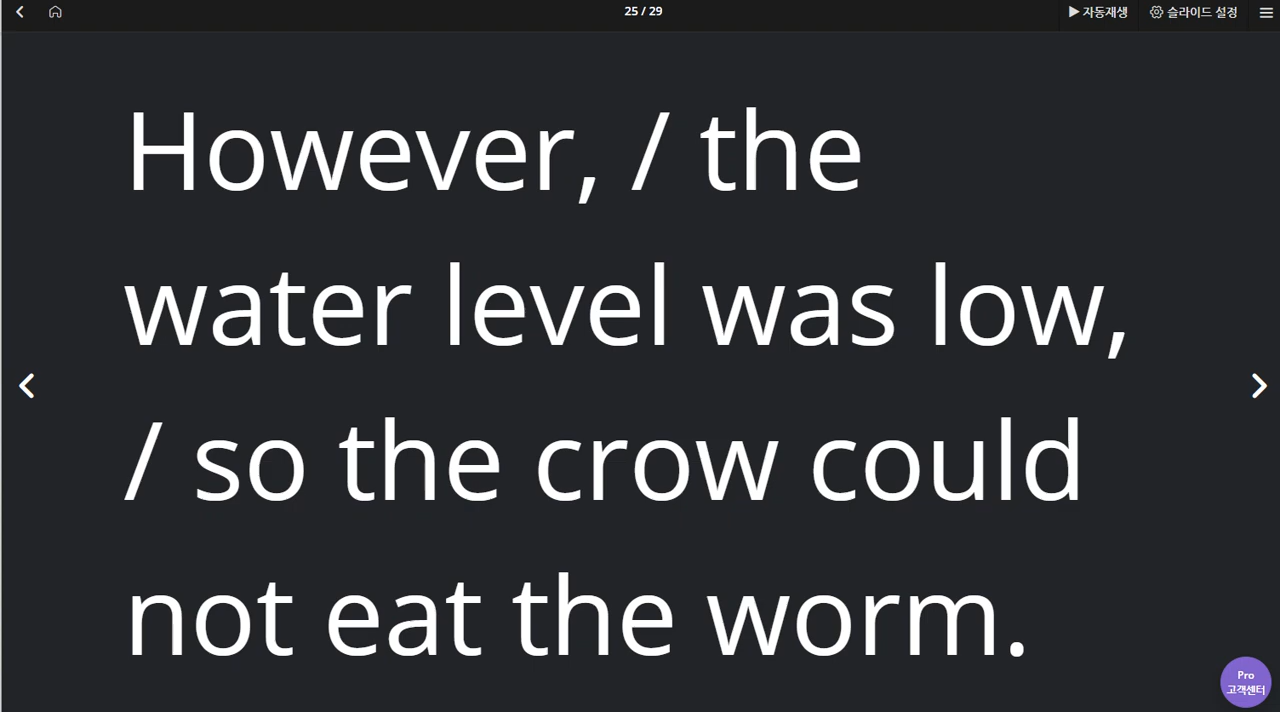 25 / 29
▶ 자동재생
슬라이드 설정
However, / the
water level was low,
/ so the crow could
not eat the worm.
Pro
고객센터